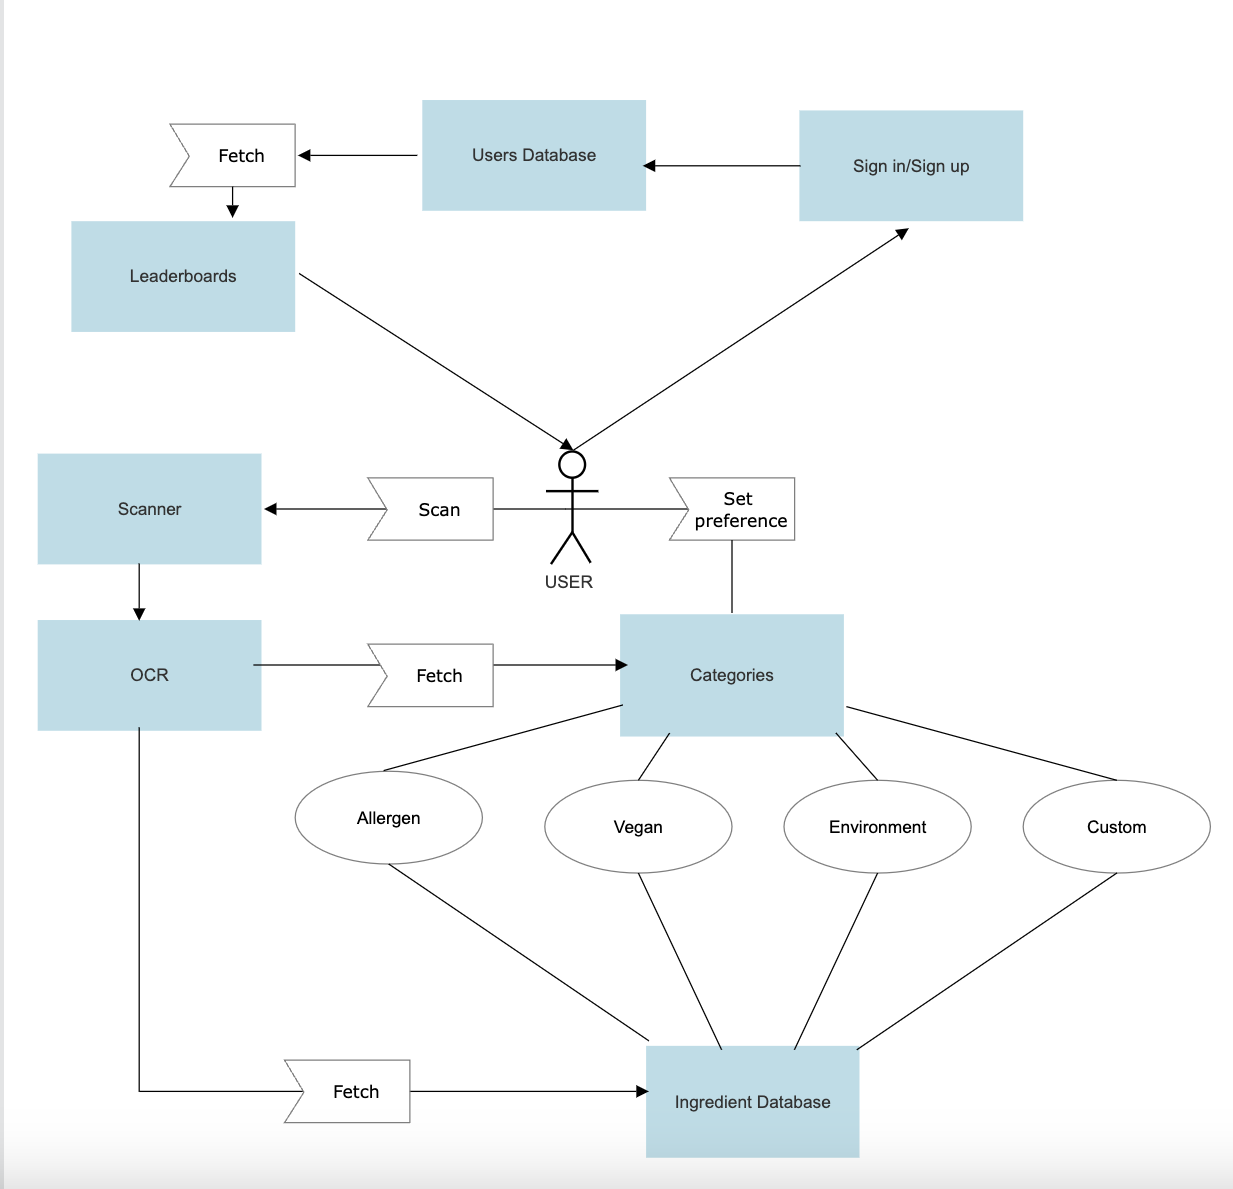 Fetch
Users Database
Sign in/Sign up
Leaderboards
Scanner
Scan
Set
preference
USER
OCR
Fetch
Categories
Allergen
Vegan
Environment
Custom
Fetch
Ingredient Database